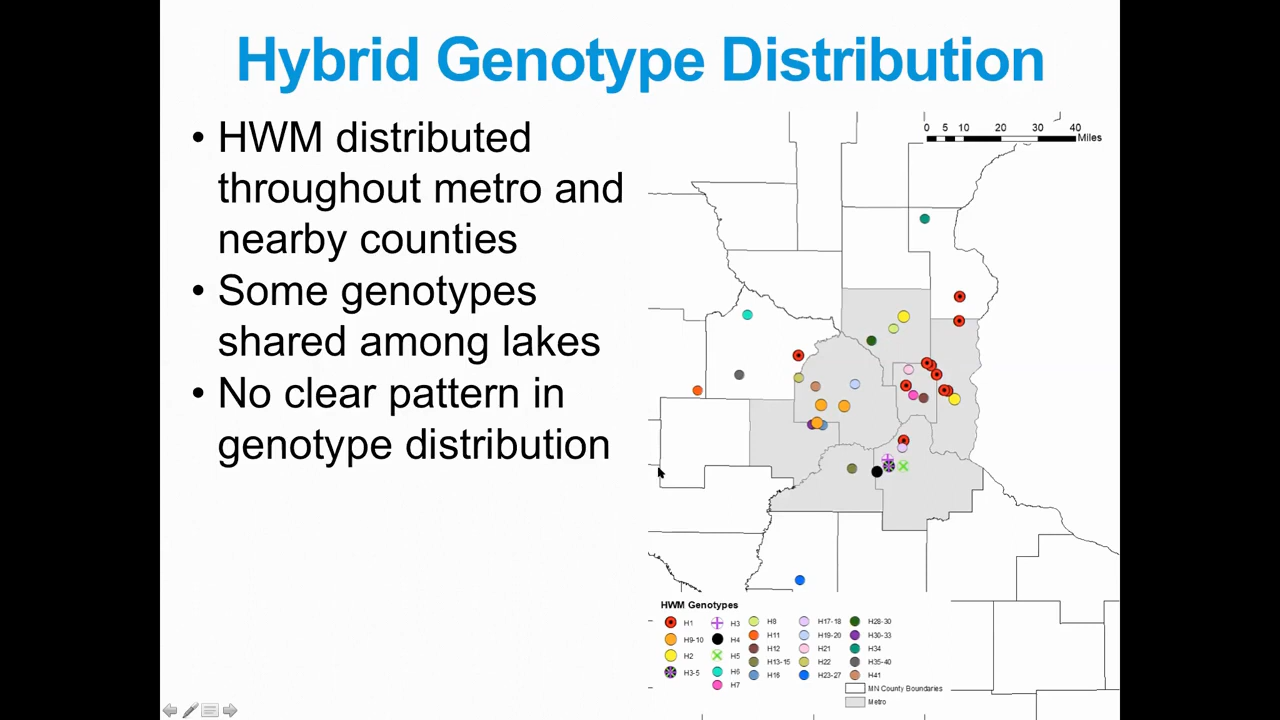 Hybrid Genotype Distribution
• HWM distributed
throughout metro and
nearby counties
• Some genotypes
shared among lakes
• No clear pattern in
genotype distribution
0 5 10 20 30 40
Miles
HWM Genotypes
H1
H9-10
H2
H3-5
H3
H4
H5
H6
H7
H8
H11
H12
H13-15
H16
H17-18
H19-20
H21
H22
H23-27
H28-30
H30-33
H34
H35-40
H41
MN County Boundaries
Metro